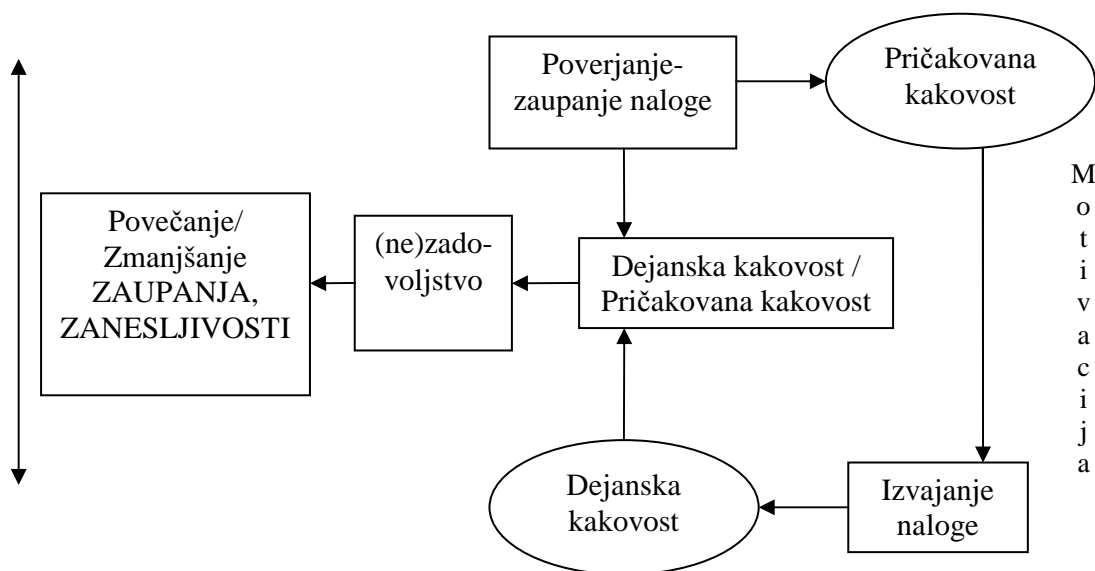 Poverjanje-
zaupanje naloge
Pričakovana
kakovost
Motivacija
Povečanje/
Zmanjšanje
ZAUPANJA,
ZANESLJIVOSTI
(ne)zado-
voljstvo
Dejanska kakovost /
Pričakovana kakovost
Dejanska
kakovost
Izvajanje
naloge